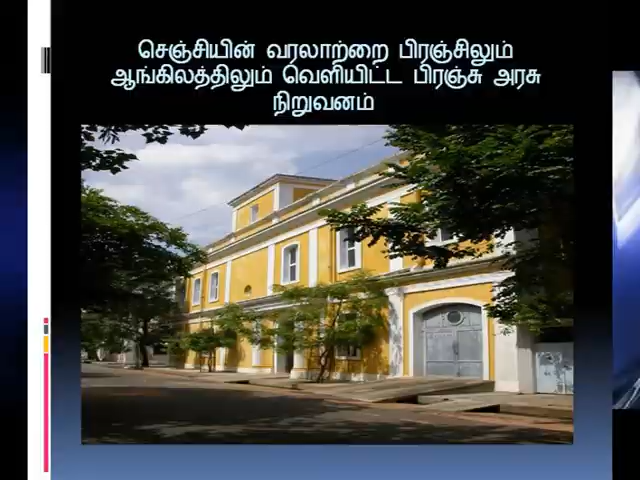 செஞ்சியின் வரலாற்றை பிரஞ்சிலும்
ஆங்கிலத்திலும் வெளியிட்ட பிரஞ்சு அரசு
நிறுவனம்